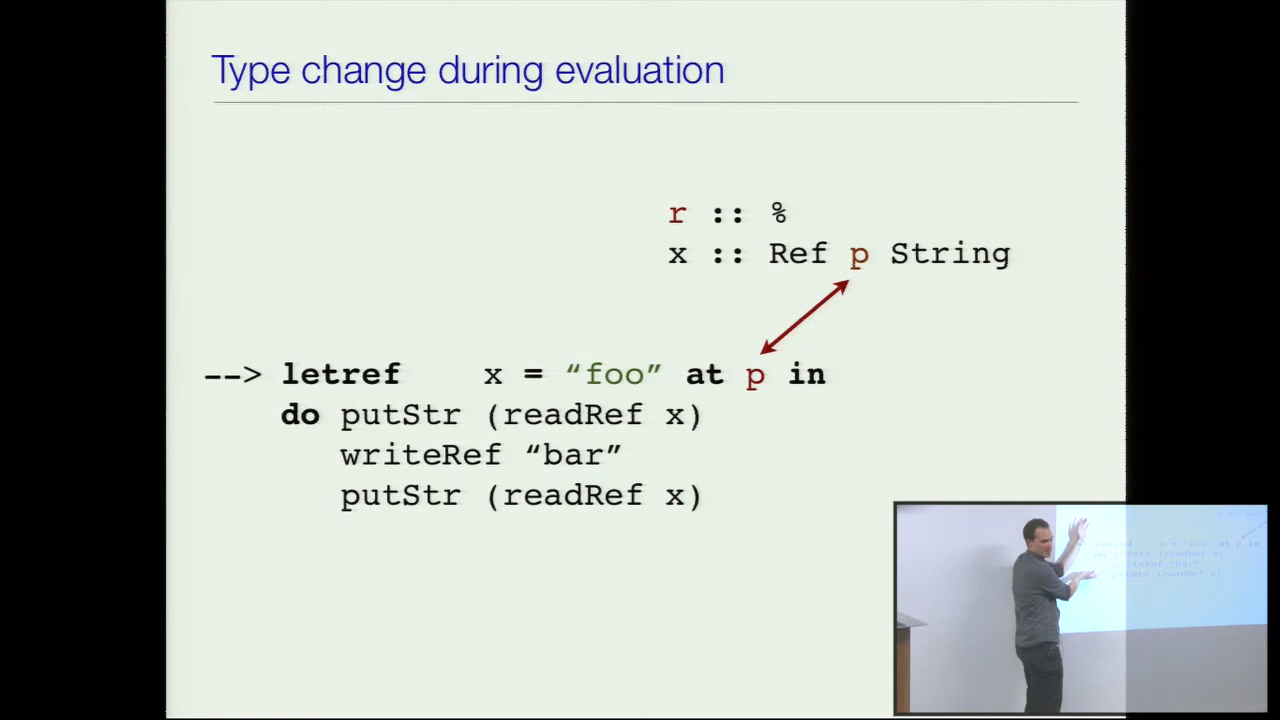 Type change during evaluation
r :: %
x :: Ref p String
--> letref x = “foo” at p in
do putStr (readRef x)
writeRef “bar”
putStr (readRef x)